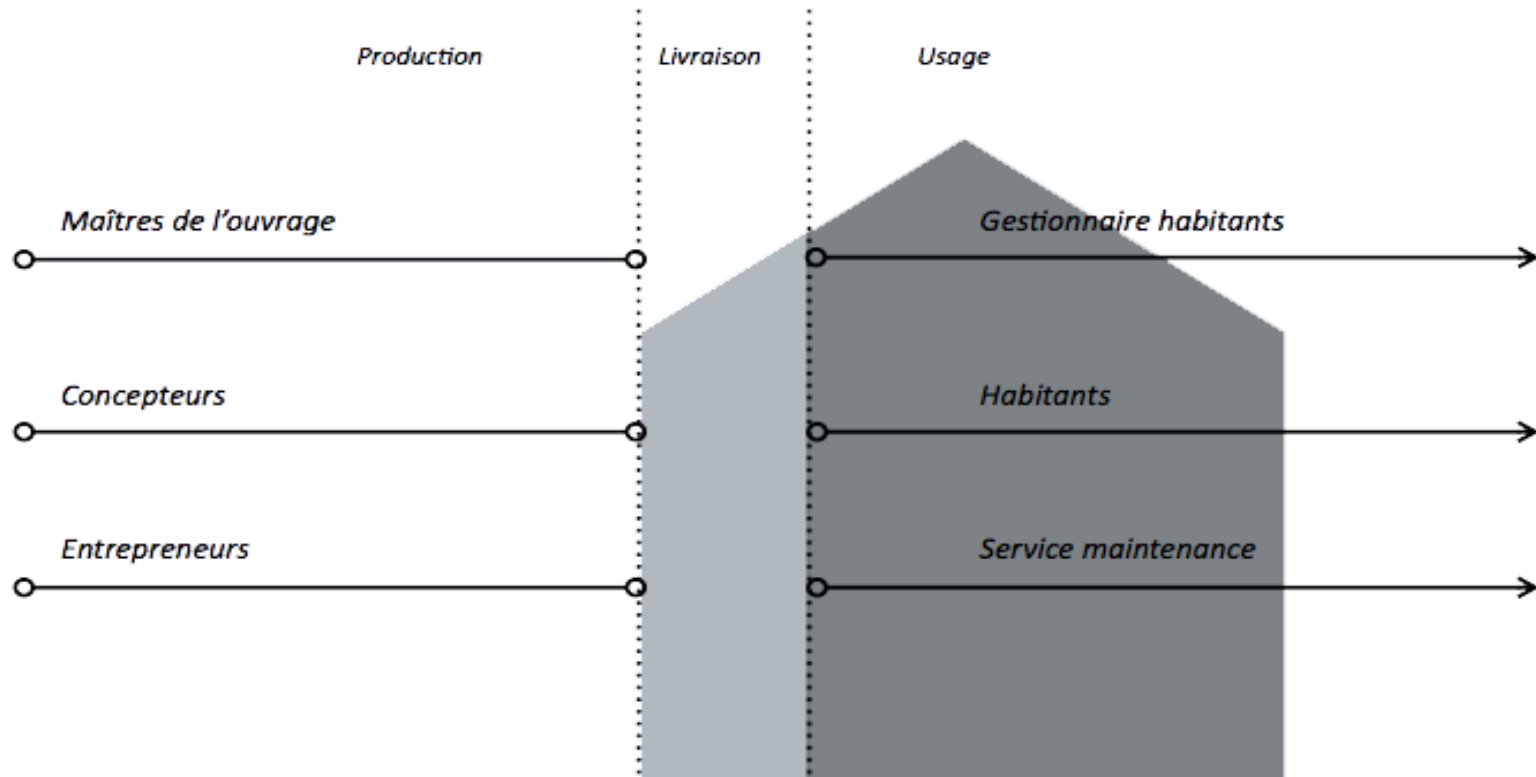 Production
Livraison
Usage
Maîtres de l'ouvrage
Gestionnaire habitants
Concepteurs
Habitants
Entrepreneurs
Service maintenance